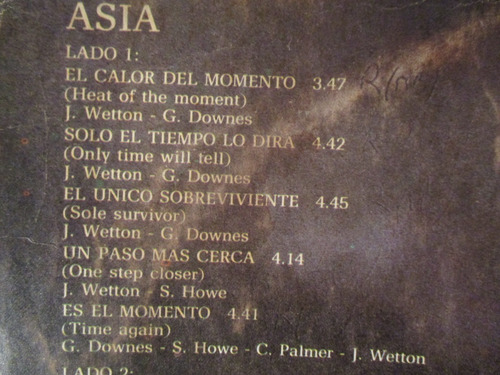 ASIA
LADO 1:
EL CALOR DEL MOMENTO 3.47
(Heat of the moment)
J. Wetton - G. Downes
SOLO EL TIEMPO LO DIRA 4.42
(Only time will tell)
J. Wetton - G. Downes
EL UNICO SOBREVIVIENTE 4.45
(Sole survivor)
J. Wetton - G. Downes
UN PASO MAS CERCA 4.14
(One step closer)
J. Wetton - S. Howe
ES EL MOMENTO 4.41
(Time again)
G. Downes - S. Howe - C. Palmer - J. Wetton
LADO 2: